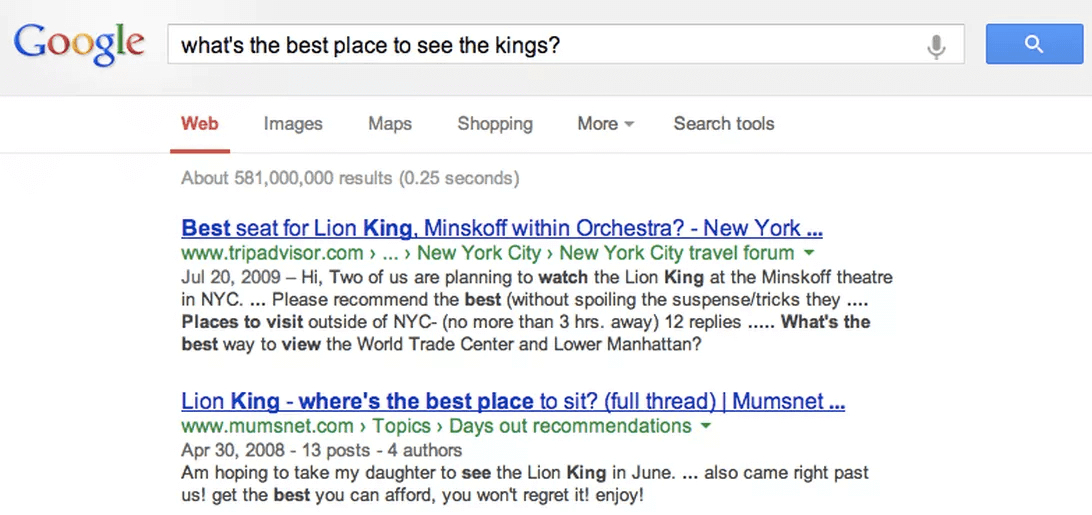 Google what's the best place to see the kings?
Web Images Maps Shopping More Search tools
About 581,000,000 results (0.25 seconds)
Best seat for Lion King, Minskoff within Orchestra? - New York ...
www.tripadvisor.com › ... › New York City › New York City travel forum
Jul 20, 2009 – Hi, Two of us are planning to watch the Lion King at the Minskoff theatre
in NYC. ... Please recommend the best (without spoiling the suspense/tricks they ....
Places to visit outside of NYC- (no more than 3 hrs. away) 12 replies ..... What's the
best way to view the World Trade Center and Lower Manhattan?
Lion King - where's the best place to sit? (full thread) | Mumsnet ...
www.mumsnet.com › Topics › Days out recommendations
Apr 30, 2008 - 13 posts - 4 authors
Am hoping to take my daughter to see the Lion King in June. ... also came right past
us! get the best you can afford, you won't regret it! enjoy!